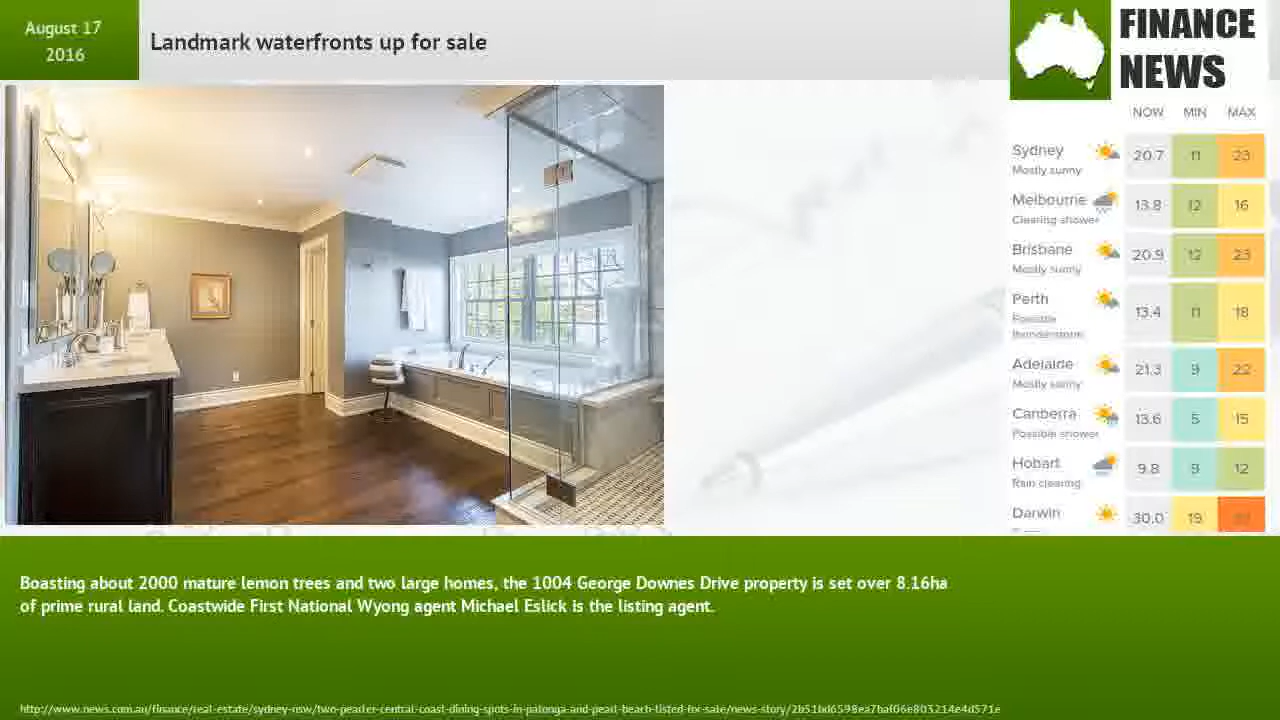 August 17
2016
Landmark waterfronts up for sale
FINANCE
NEWS
NOW MIN MAX
Sydney
Mostly sunny
20.7 11 23
Melbourne
Clearing shower
13.8 12 16
Brisbane
Mostly sunny
20.9 12 23
Perth
Possible
thunderstorm
13.4 11 18
Adelaide
Mostly sunny
21.3 9 22
Canberra
Possible shower
13.6 5 15
Hobart
Rain clearing
9.8 9 12
Darwin
30.0 19
Boasting about 2000 mature lemon trees and two large homes, the 1004 George Downes Drive property is set over 8.16ha
of prime rural land. Coastwide First National Wyong agent Michael Eslick is the listing agent.
http://www.news.com.au/finance/real-estate/sydney-nsw/two-peacier-central-coast-dining-spots-in-patonga-and-pearl-beach-listed-for-sale/news-story/2b51bd6598ea7baf06e803214e4d571e